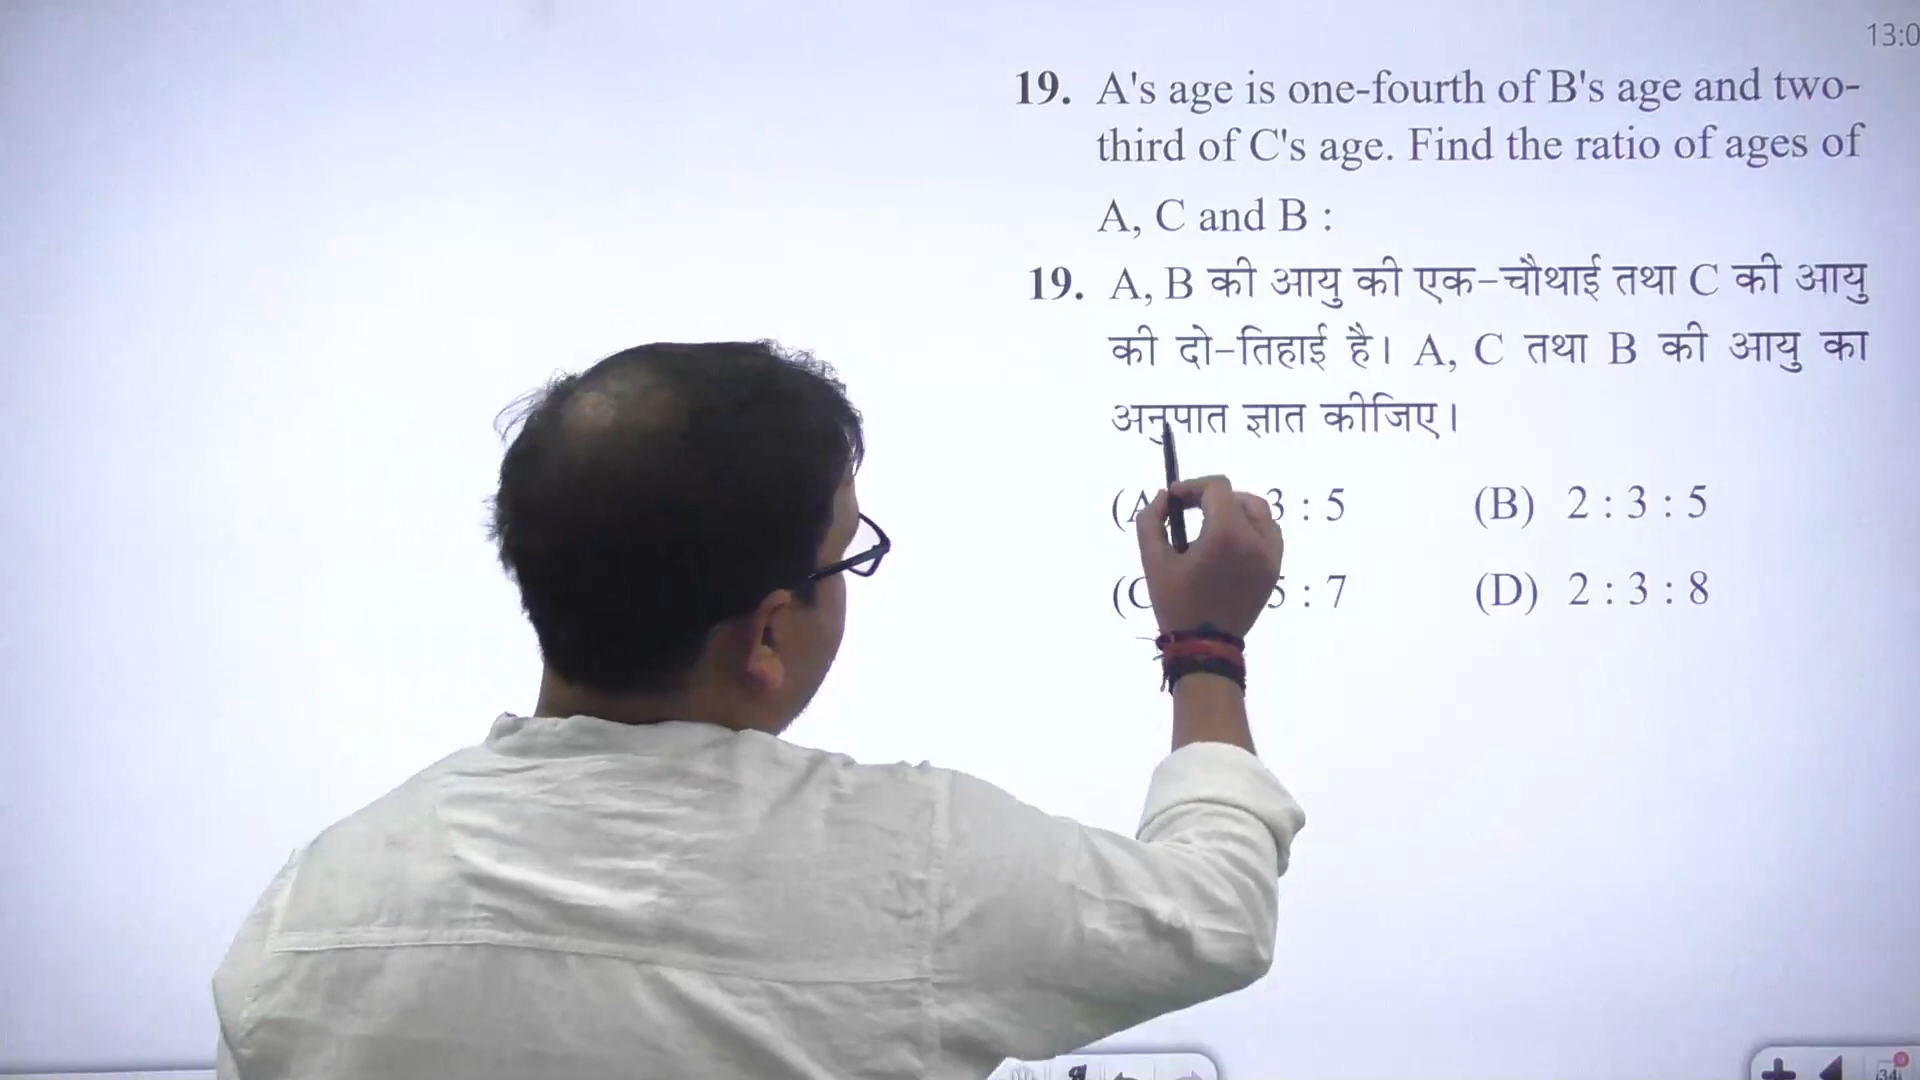 13:0
19. A's age is one-fourth of B's age and two-
third of C's age. Find the ratio of ages of
A, C and B :
19. A, B की आयु की एक-चौथाई तथा C की आयु
की दो-तिहाई है। A, C तथा B की आयु का
अनुपात ज्ञात कीजिए।
(A 3 : 5 (B) 2 : 3 : 5
(C 5 : 7 (D) 2 : 3 : 8
34